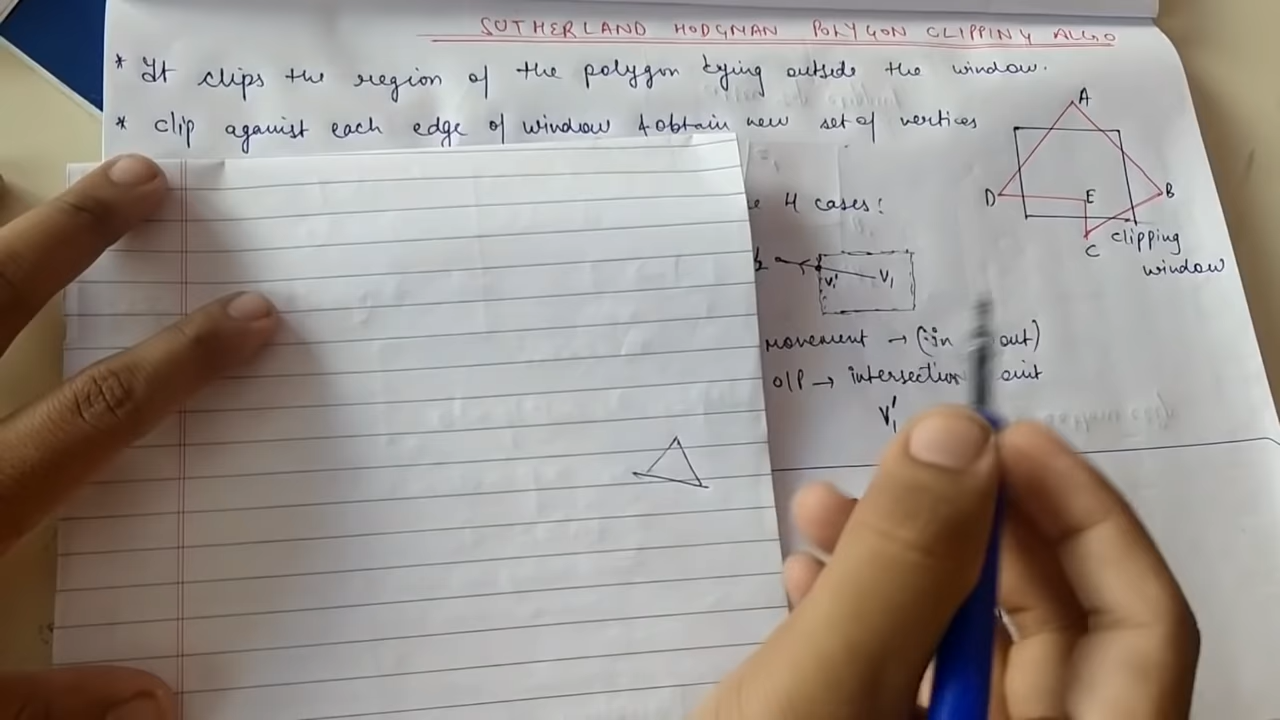 SUTHERLAND HODGMAN POLYGON CLIPPING ALGO
* It clips the region of the polygon lying outside the window.
* clip against each edge of window & obtain new set of vertices
A
D E B
C
clipping
window
4 cases:
V1' V1
movement → (in out)
O/P → intersection
V1'